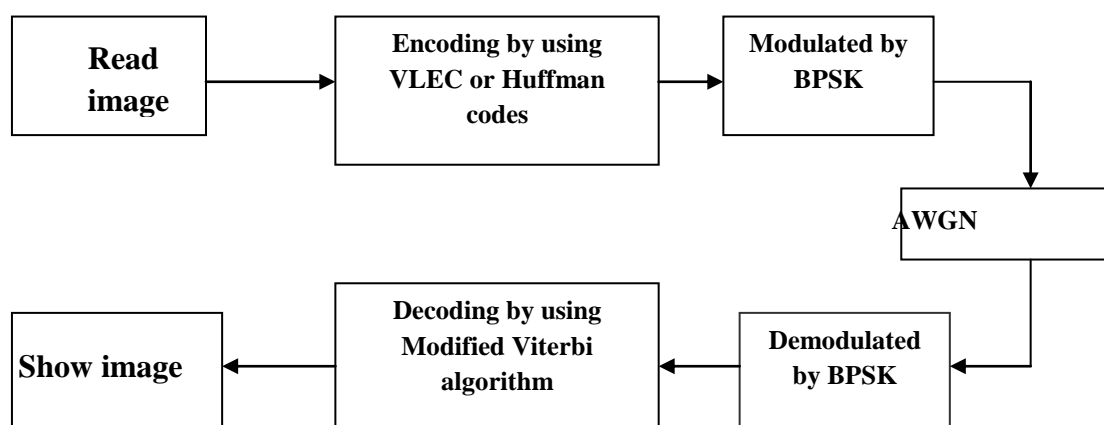 Read
image
Encoding by using
VLEC or Huffman
codes
Modulated by
BPSK
AWGN
Demodulated
by BPSK
Decoding by using
Modified Viterbi
algorithm
Show image